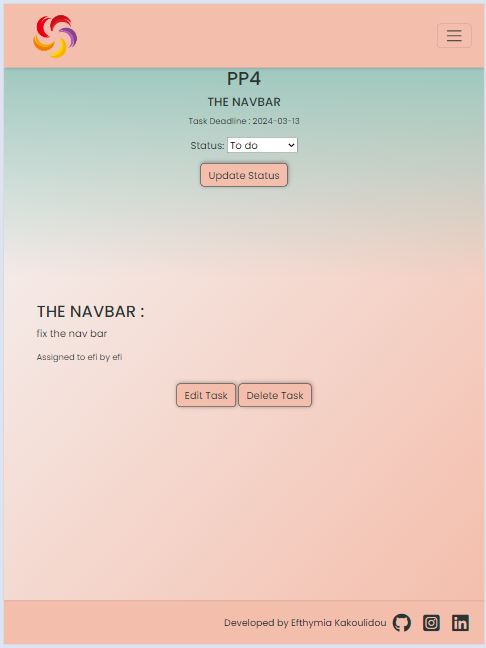 PP4
THE NAVBAR
Task Deadline : 2024-03-13
Status: To do
Update Status
THE NAVBAR :
fix the nav bar
Assigned to efi by efi
Edit Task Delete Task
Developed by Efthymia Kakoulidou